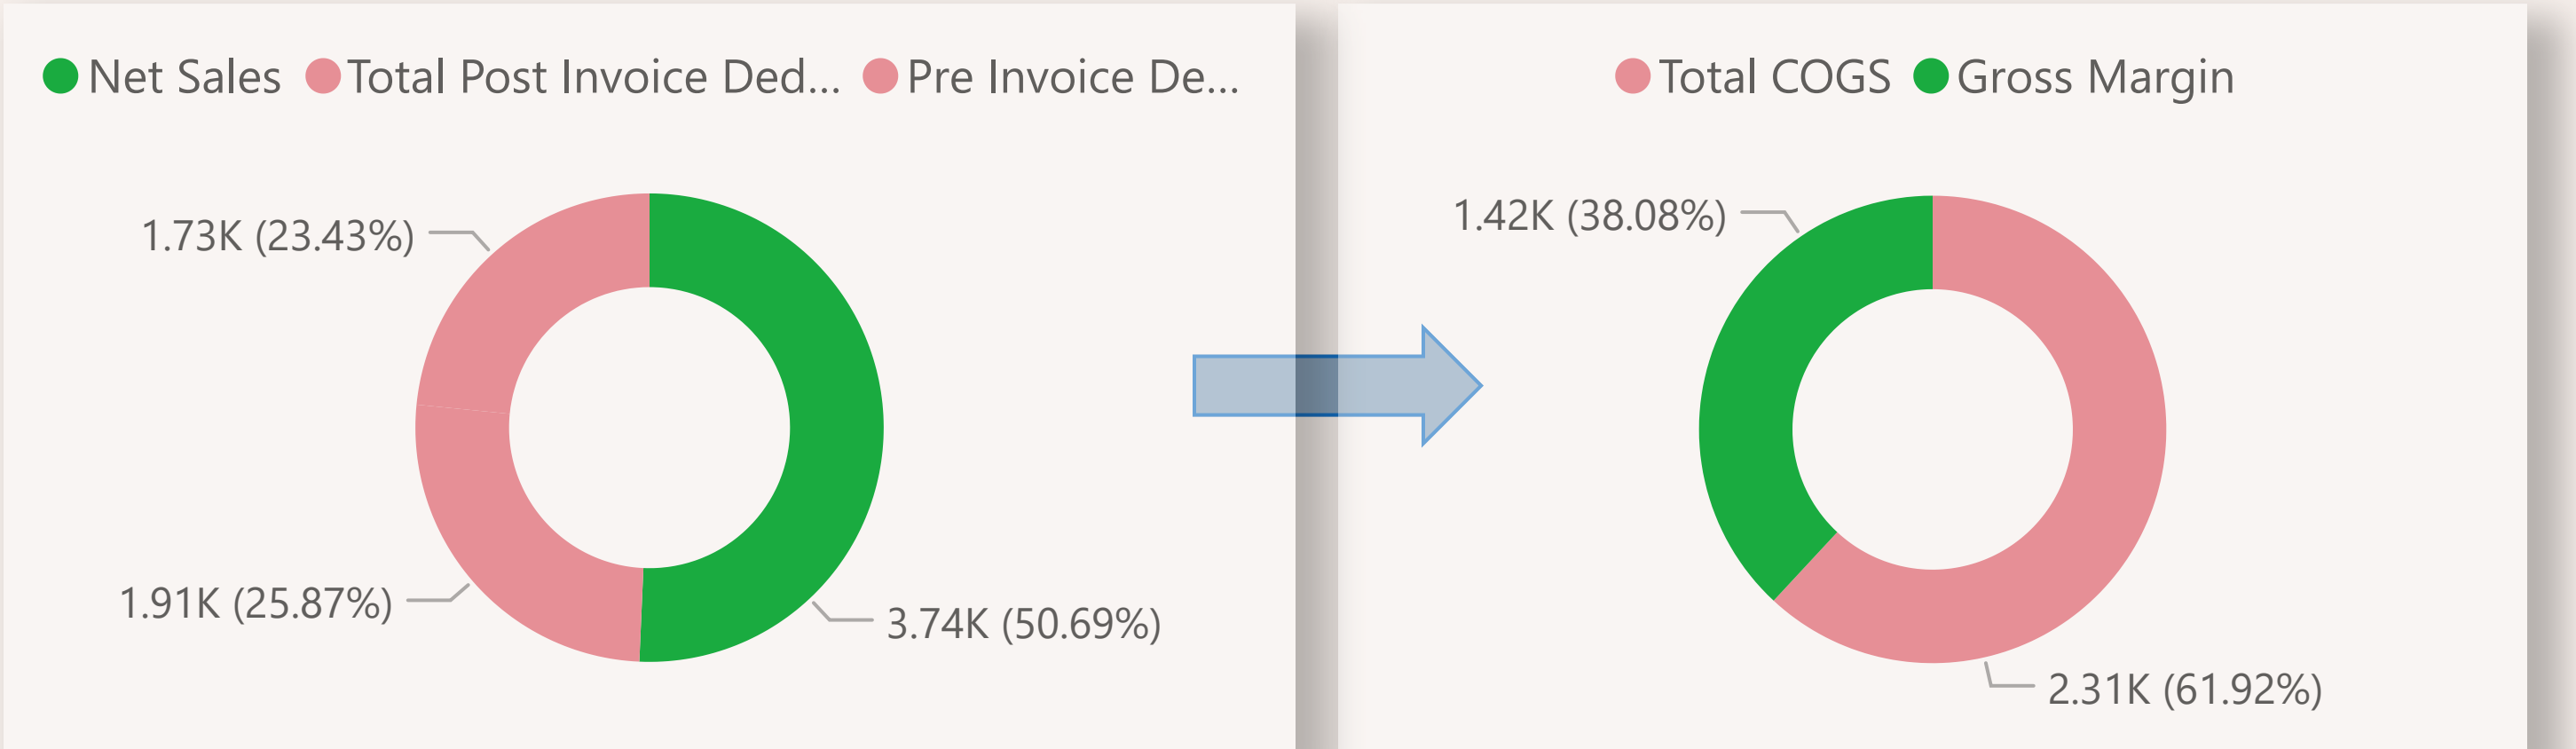 Net Sales Total Post Invoice Ded... Pre Invoice De...
1.73K (23.43%)
1.91K (25.87%)
3.74K (50.69%)
Total COGS Gross Margin
1.42K (38.08%)
2.31K (61.92%)